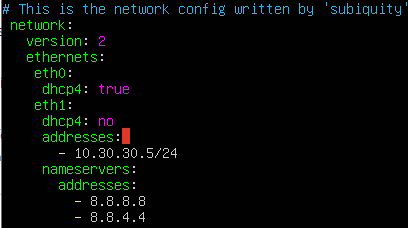 # This is the network config written by 'subiquity'
network:
version: 2
ethernets:
eth0:
dhcp4: true
eth1:
dhcp4: no
addresses:
- 10.30.30.5/24
nameservers:
addresses:
- 8.8.8.8
- 8.8.4.4